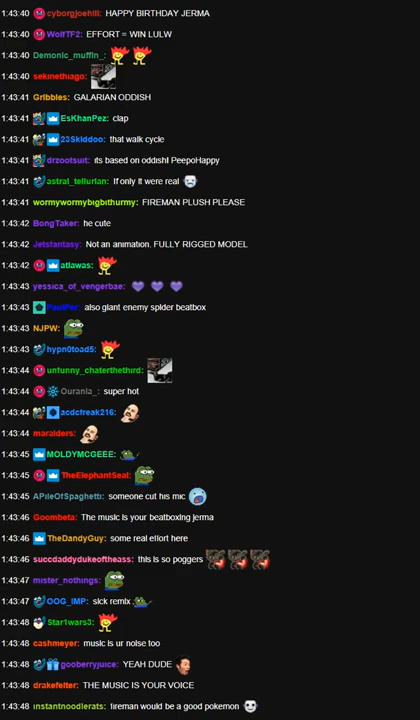 1:43:40 cyborgjoehill: HAPPY BIRTHDAY JERMA
1:43:40 WolfTF2: EFFORT = WIN LULW
1:43:40 Demonic_muffin_:
1:43:40 sekinethiago:
1:43:41 Gribbles: GALARIAN ODDISH
1:43:41 EsKhanPez: clap
1:43:41 23Skiddoo: that walk cycle
1:43:41 drzootsuit: its based on oddish! PeepoHappy
1:43:41 astral_tellurian: If only it were real
1:43:41 wormywormybigbithurmy: FIREMAN PLUSH PLEASE
1:43:42 BongTaker: he cute
1:43:42 Jetsfantasy: Not an animation. FULLY RIGGED MODEL
1:43:42 atlawas:
1:43:43 yessica_of_vengerbae:
1:43:43 PaulPer: also giant enemy spider beatbox
1:43:43 NJPW:
1:43:43 hypn0toad5:
1:43:44 unfunny_chaterthethird:
1:43:44 Ourania_: super hot
1:43:44 acdcfreak216:
1:43:44 maraiders:
1:43:45 MOLDYMCGEEE:
1:43:45 TheElephantSeal:
1:43:45 APileOfSpaghetti: someone cut his mic
1:43:46 Goombeta: The music is your beatboxing jerma
1:43:46 TheDandyGuy: some real effort here
1:43:46 succdaddydukeoftheass: this is so poggers
1:43:47 mister_nothings:
1:43:47 OOG_IMP: sick remix
1:43:48 Star1wars3:
1:43:48 cashmeyer: music is ur noise too
1:43:48 gooberryjuice: YEAH DUDE
1:43:48 drakefelter: THE MUSIC IS YOUR VOICE
1:43:48 instantnoodlerats: fireman would be a good pokemon